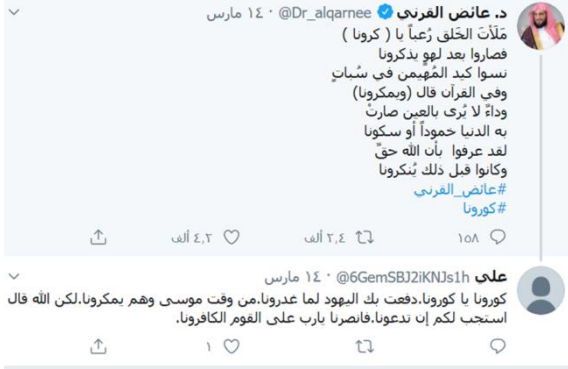 د. عائض القرني @Dr_alqarnee · ١٤ مارس
مَلَأتَ الخَلق رُعباً يا ( كرونا )
فصاروا بعد لهوٍ يذكرونا
نسوا كيد المُهيمن في سُباتٍ
وفي القرآن قال (ويمكرونا)
وداءٌ لا يُرى بالعين صارتْ
به الدنيا خموداً أو سكونا
لقد عرفوا بأن الله حقٌ
وكانوا قبل ذلك يُنكرونا
#عائض_القرني
#كورونا
١٥٨ ٢,٤ ألف ٤,٢ ألف
علي @6GemSBJ2iKNJs1h · ١٤ مارس
كورونا يا كورونا.دفعت بك اليهود لما غدرونا.من وقت موسى وهم يمكرونا.لكن الله قال
استجب لكم إن تدعونا.فانصرنا يارب على القوم الكافرونا.
١